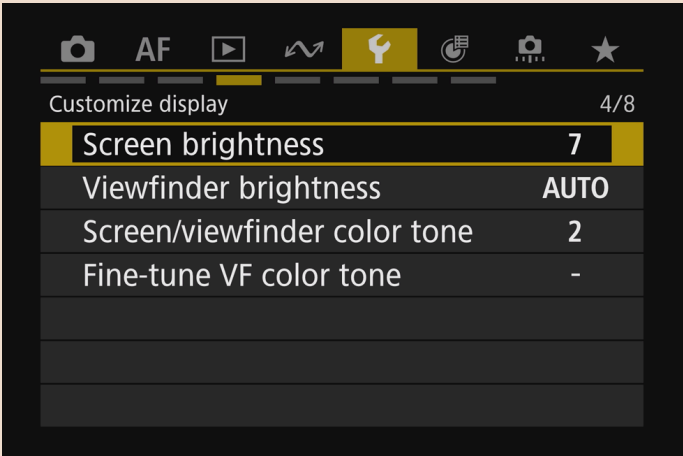 AF
Customize display 4/8
Screen brightness 7
Viewfinder brightness AUTO
Screen/viewfinder color tone 2
Fine-tune VF color tone -